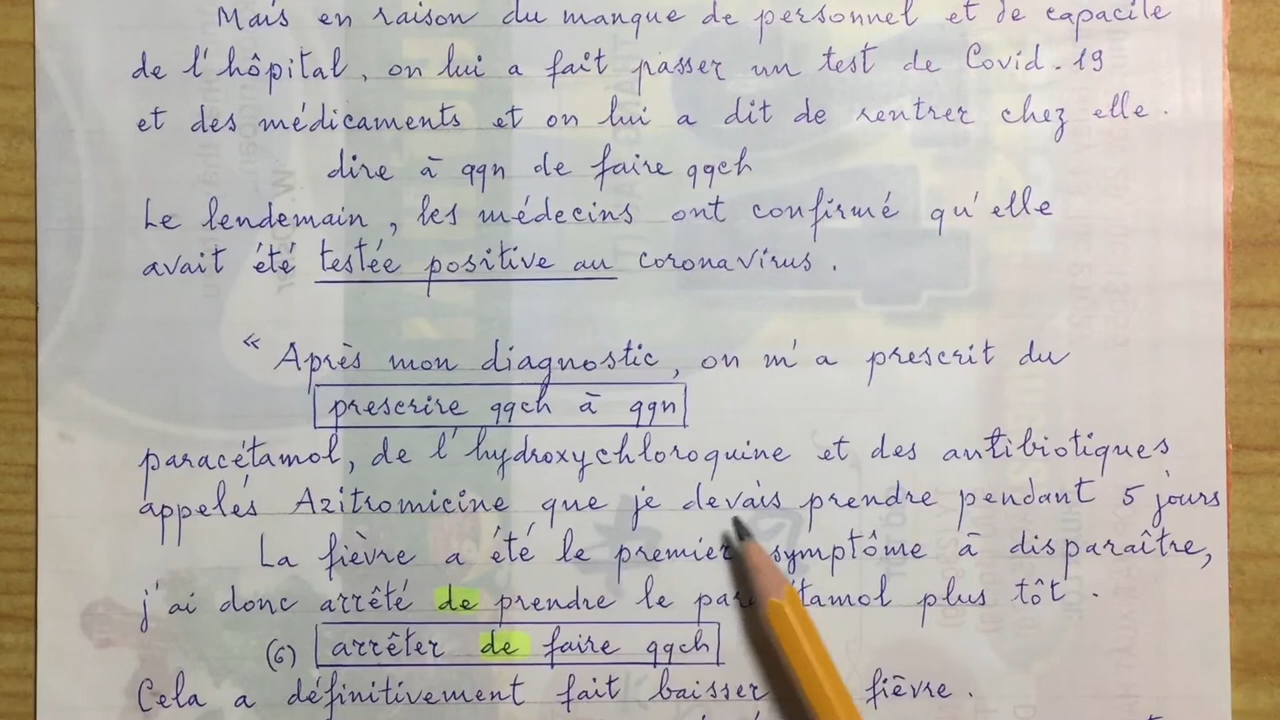 Mais en raison du manque de personnel et de capacile
de l'hôpital, on lui a fait passer un test de Covid-19
et des médicaments et on lui a dit de rentrer chez elle.
dire à qqn de faire qqch
Le lendemain, les médecins ont confirmé qu'elle
avait été testée positive au coronavirus.
« Après mon diagnostic, on m'a prescrit du
prescrire qqch à qqn
paracétamol, de l'hydroxychloroquine et des antibiotiques
appelés Azitromicine que je devais prendre pendant 5 jours
La fièvre a été le premier symptôme à disparaître,
j'ai donc arrêté de prendre le paracétamol plus tôt.
(6) arrêter de faire qqch
Cela a définitivement fait baisser fièvre.